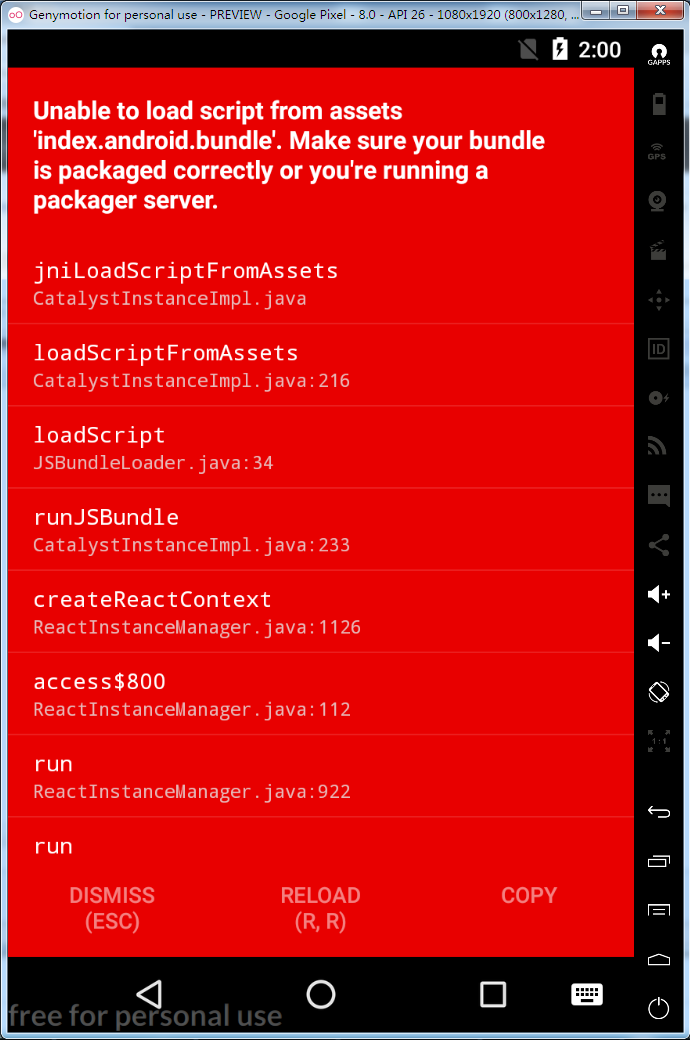 Genymotion for personal use - PREVIEW - Google Pixel - 8.0 - API 26 - 1080x1920 (800x1280, ...
2:00
GAPPS
Unable to load script from assets
'index.android.bundle'. Make sure your bundle
is packaged correctly or you're running a
packager server.
GPS
jniLoadScriptFromAssets
CatalystInstanceImpl.java
loadScriptFromAssets
CatalystInstanceImpl.java:216
ID
loadScript
JSBundleLoader.java:34
runJSBundle
CatalystInstanceImpl.java:233
createReactContext
ReactInstanceManager.java:1126
access$800
ReactInstanceManager.java:112
1:1
run
ReactInstanceManager.java:922
run
DISMISS
(ESC)
RELOAD
(R, R)
COPY
free for personal use